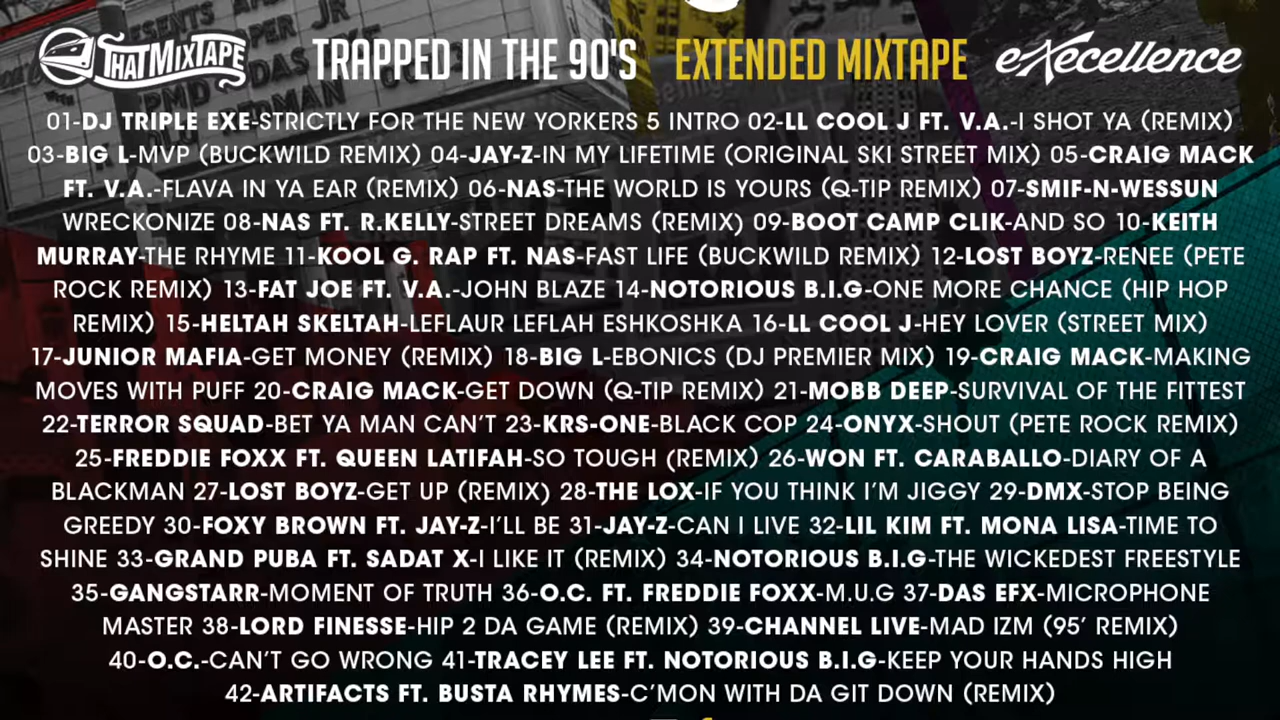 THATMIXTAPE TRAPPED IN THE 90'S EXTENDED MIXTAPE eXecellence
01-DJ TRIPLE EXE-STRICTLY FOR THE NEW YORKERS 5 INTRO 02-LL COOL J FT. V.A.-I SHOT YA (REMIX)
03-BIG L-MVP (BUCKWILD REMIX) 04-JAY-Z-IN MY LIFETIME (ORIGINAL SKI STREET MIX) 05-CRAIG MACK
FT. V.A.-FLAVA IN YA EAR (REMIX) 06-NAS-THE WORLD IS YOURS (Q-TIP REMIX) 07-SMIF-N-WESSUN
WRECKONIZE 08-NAS FT. R.KELLY-STREET DREAMS (REMIX) 09-BOOT CAMP CLIK-AND SO 10-KEITH
MURRAY-THE RHYME 11-KOOL G. RAP FT. NAS-FAST LIFE (BUCKWILD REMIX) 12-LOST BOYZ-RENEE (PETE
ROCK REMIX) 13-FAT JOE FT. V.A.-JOHN BLAZE 14-NOTORIOUS B.I.G-ONE MORE CHANCE (HIP HOP
REMIX) 15-HELTAH SKELTAH-LEFLAUR LEFLAH ESHKOSHKA 16-LL COOL J-HEY LOVER (STREET MIX)
17-JUNIOR MAFIA-GET MONEY (REMIX) 18-BIG L-EBONICS (DJ PREMIER MIX) 19-CRAIG MACK-MAKING
MOVES WITH PUFF 20-CRAIG MACK-GET DOWN (Q-TIP REMIX) 21-MOBB DEEP-SURVIVAL OF THE FITTEST
22-TERROR SQUAD-BET YA MAN CAN'T 23-KRS-ONE-BLACK COP 24-ONYX-SHOUT (PETE ROCK REMIX)
25-FREDDIE FOXX FT. QUEEN LATIFAH-SO TOUGH (REMIX) 26-WON FT. CARABALLO-DIARY OF A
BLACKMAN 27-LOST BOYZ-GET UP (REMIX) 28-THE LOX-IF YOU THINK I'M JIGGY 29-DMX-STOP BEING
GREEDY 30-FOXY BROWN FT. JAY-Z-I'LL BE 31-JAY-Z-CAN I LIVE 32-LIL KIM FT. MONA LISA-TIME TO
SHINE 33-GRAND PUBA FT. SADAT X-I LIKE IT (REMIX) 34-NOTORIOUS B.I.G-THE WICKEDEST FREESTYLE
35-GANGSTARR-MOMENT OF TRUTH 36-O.C. FT. FREDDIE FOXX-M.U.G 37-DAS EFX-MICROPHONE
MASTER 38-LORD FINESSE-HIP 2 DA GAME (REMIX) 39-CHANNEL LIVE-MAD IZM (95' REMIX)
40-O.C.-CAN'T GO WRONG 41-TRACEY LEE FT. NOTORIOUS B.I.G-KEEP YOUR HANDS HIGH
42-ARTIFACTS FT. BUSTA RHYMES-C'MON WITH DA GIT DOWN (REMIX)